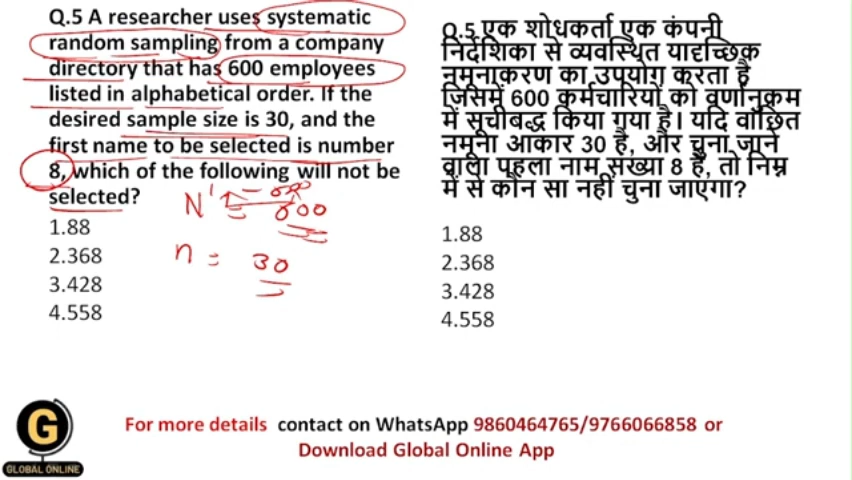 Q.5 A researcher uses systematic
random sampling from a company
directory that has 600 employees
listed in alphabetical order. If the
desired sample size is 30, and the
first name to be selected is number
8, which of the following will not be
selected?
1.88
2.368
3.428
4.558
N = 600
n = 30
Q.5 एक शोधकर्ता एक कंपनी
निर्देशिका से व्यवस्थित यादृच्छिक
नमूनाकरण का उपयोग करता है
जिसमें 600 कर्मचारियों को वर्णानुक्रम
में सूचीबद्ध किया गया है। यदि वांछित
नमूना आकार 30 है, और चुना जाने
वाला पहला नाम संख्या 8 है, तो निम्न
में से कौन सा नहीं चुना जाएगा?
1.88
2.368
3.428
4.558
G
GLOBAL ONLINE
For more details contact on WhatsApp 9860464765/9766066858 or
Download Global Online App